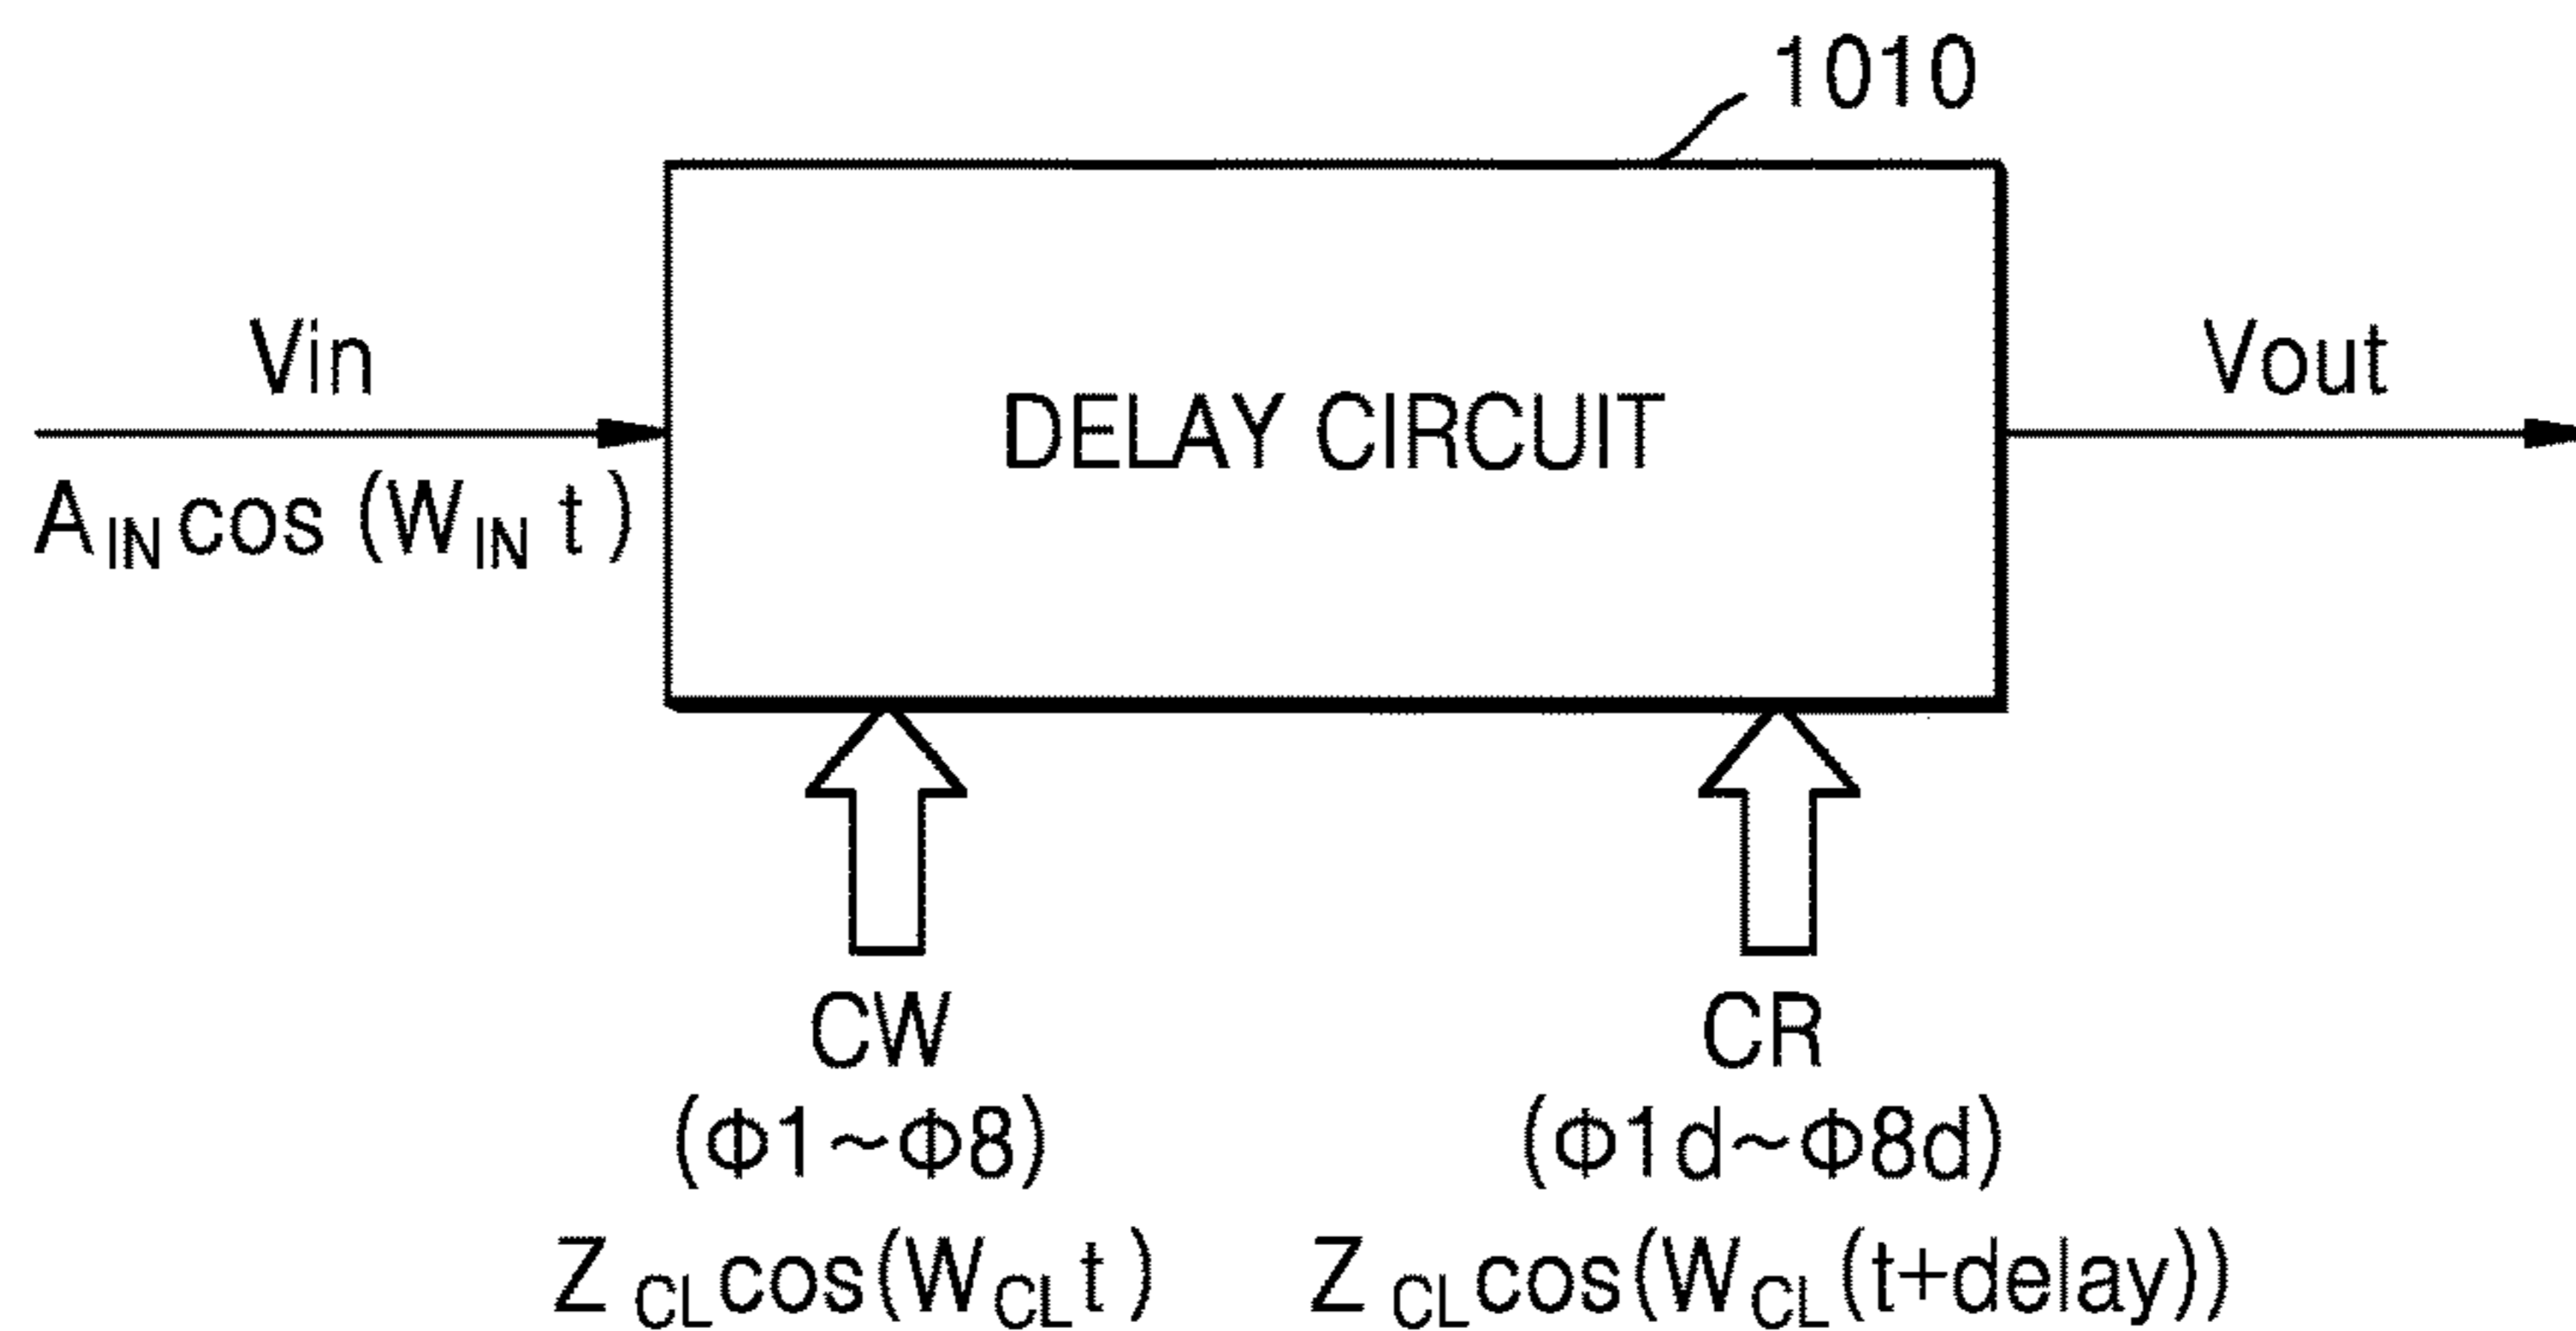 1010
Vin
A_IN cos (W_IN t)
DELAY CIRCUIT
Vout
CW
(Φ1~Φ8)
Z_CL cos(W_CL t)
CR
(Φ1d~Φ8d)
Z_CL cos(W_CL (t+delay))